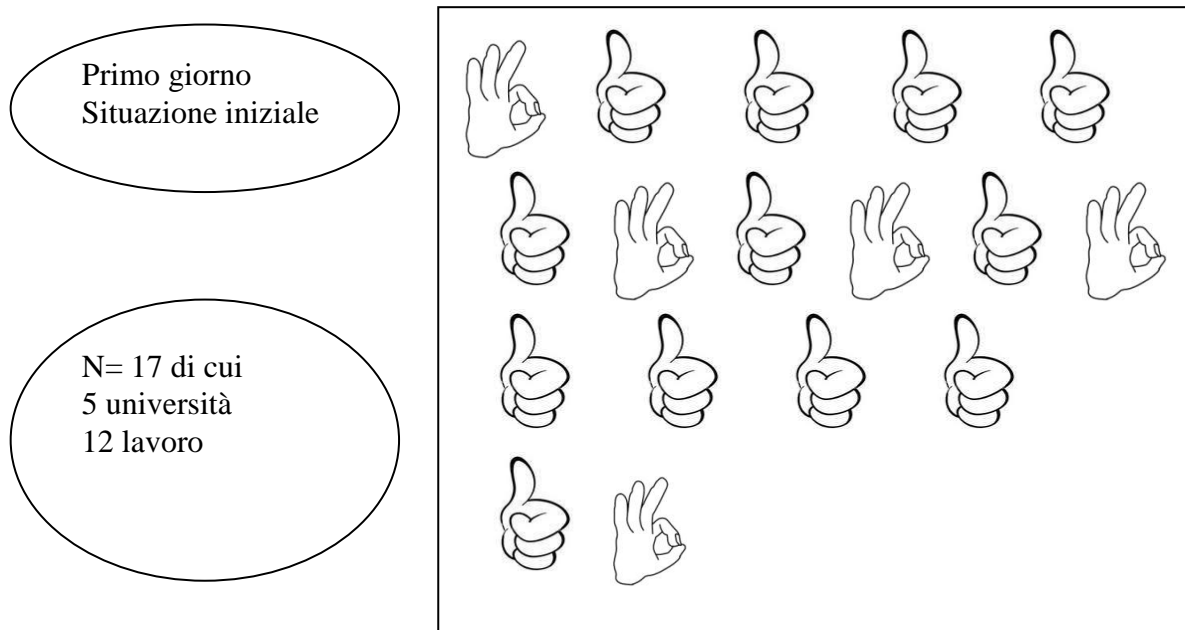 Primo giorno
Situazione iniziale
N= 17 di cui
5 università
12 lavoro